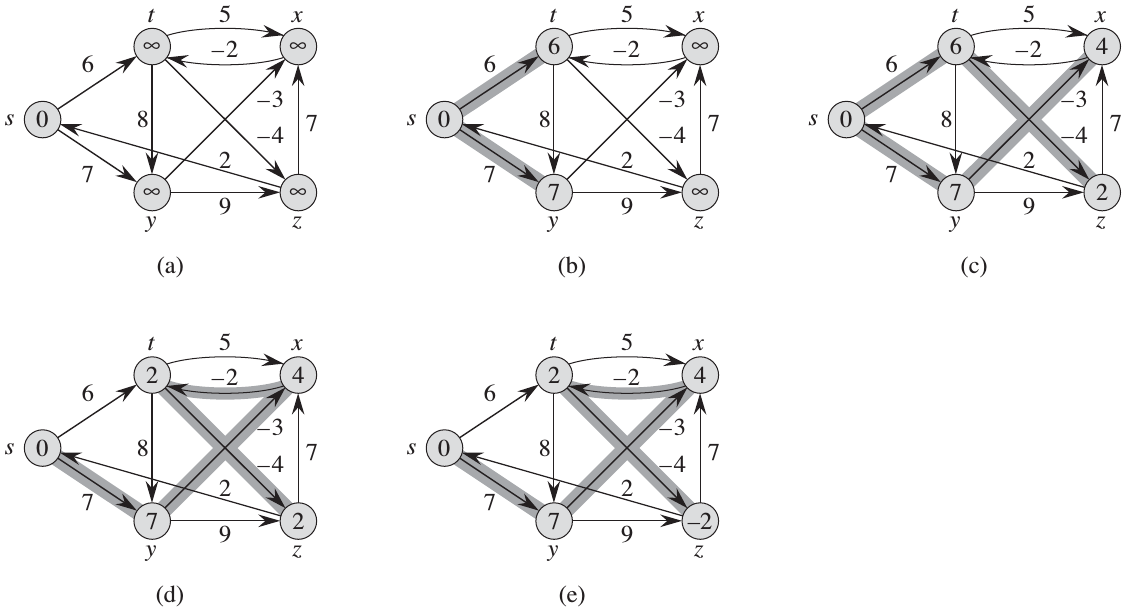 t 5 x
∞ –2 ∞
6 –3
s 0 8 7
–4
7 2
∞ 9 ∞
y z
(a)
t 5 x
6 –2 ∞
6 –3
s 0 8 7
–4
7 2
7 9 ∞
y z
(b)
t 5 x
6 –2 4
6 –3
s 0 8 7
–4
7 2
7 9 2
y z
(c)
t 5 x
2 –2 4
6 –3
s 0 8 7
–4
7 2
7 9 2
y z
(d)
t 5 x
2 –2 4
6 –3
s 0 8 7
–4
7 2
7 9 –2
y z
(e)